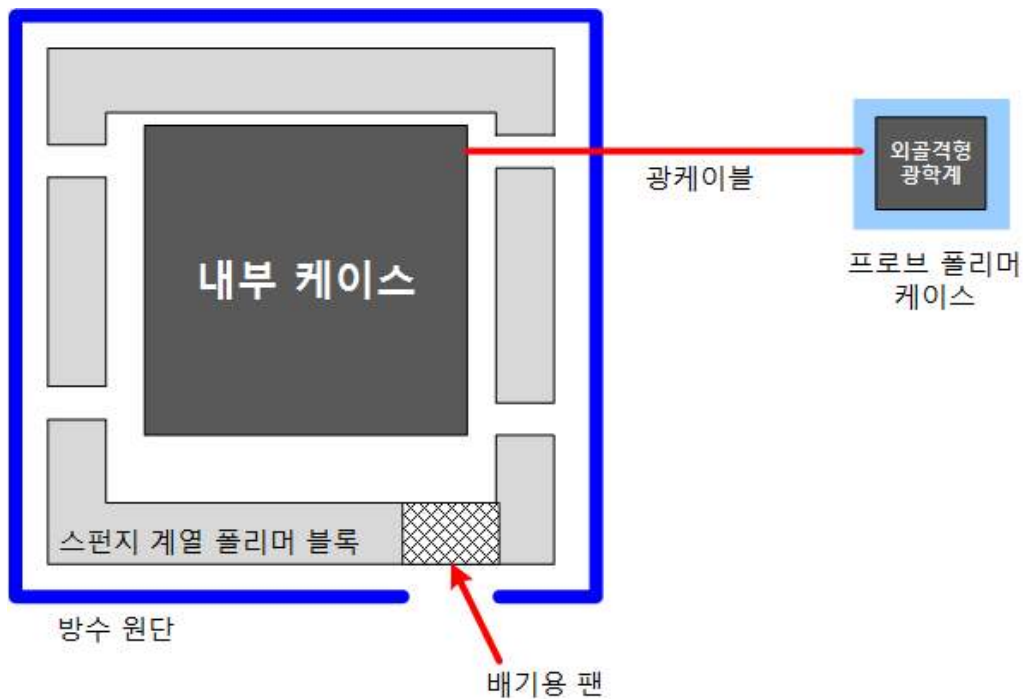 외골격형
광학계
광케이블
내부 케이스
프로브 폴리머
케이스
스펀지 계열 폴리머 블록
방수 원단
배기용 팬